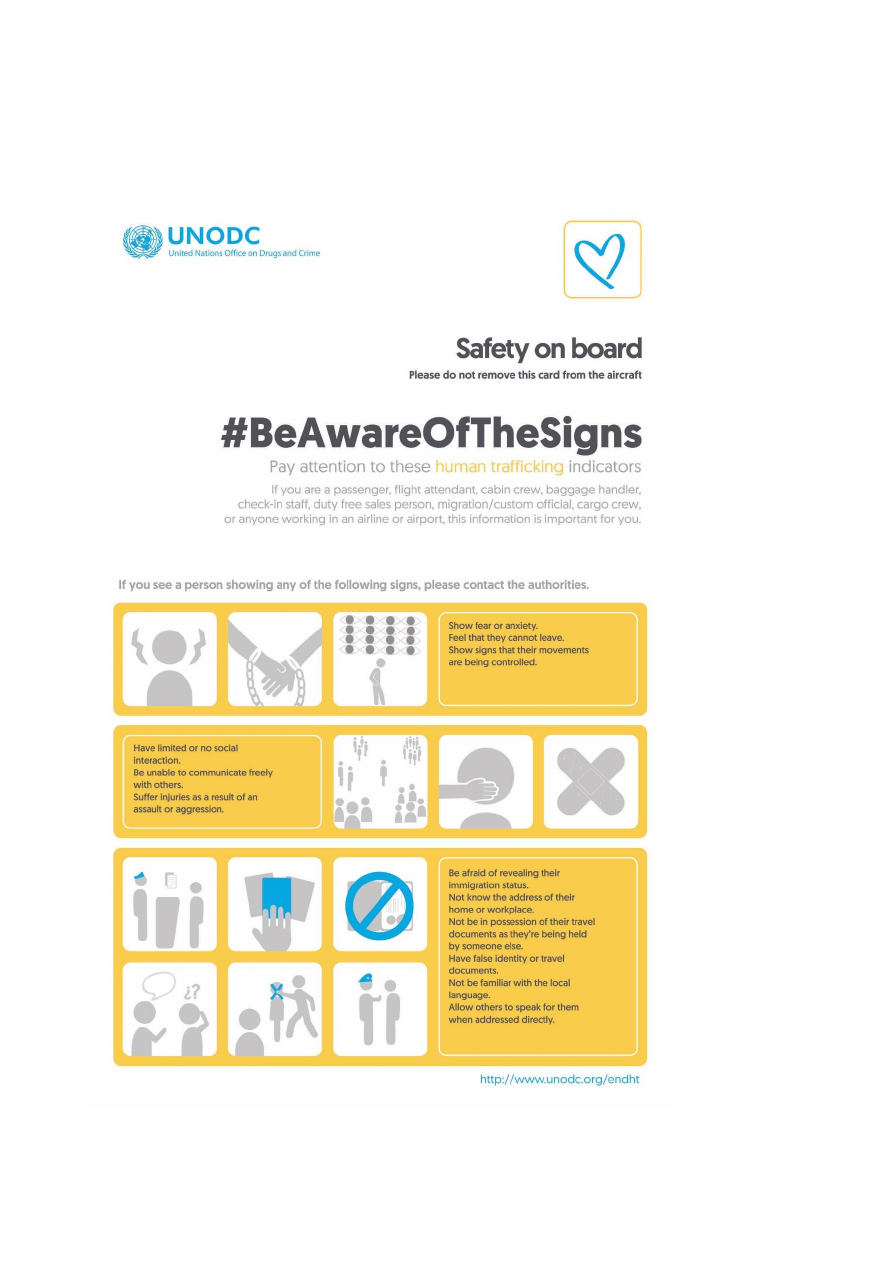 UNODC
United Nations Office on Drugs and Crime
Safety on board
Please do not remove this card from the aircraft
#BeAwareOfTheSigns
Pay attention to these human trafficking indicators
If you are a passenger, flight attendant, cabin crew, baggage handler,
check-in staff, duty free sales person, migration/custom official, cargo crew,
or anyone working in an airline or airport, this information is important for you.
If you see a person showing any of the following signs, please contact the authorities.
Show fear or anxiety.
Feel that they cannot leave.
Show signs that their movements
are being controlled.
Have limited or no social
interaction.
Be unable to communicate freely
with others.
Suffer injuries as a result of an
assault or aggression.
Be afraid of revealing their
immigration status.
Not know the address of their
home or workplace.
Not be in possession of their travel
documents as they're being held
by someone else.
Have false identity or travel
documents.
Not be familiar with the local
language.
Allow others to speak for them
when addressed directly.
¿?
http://www.unodc.org/endht